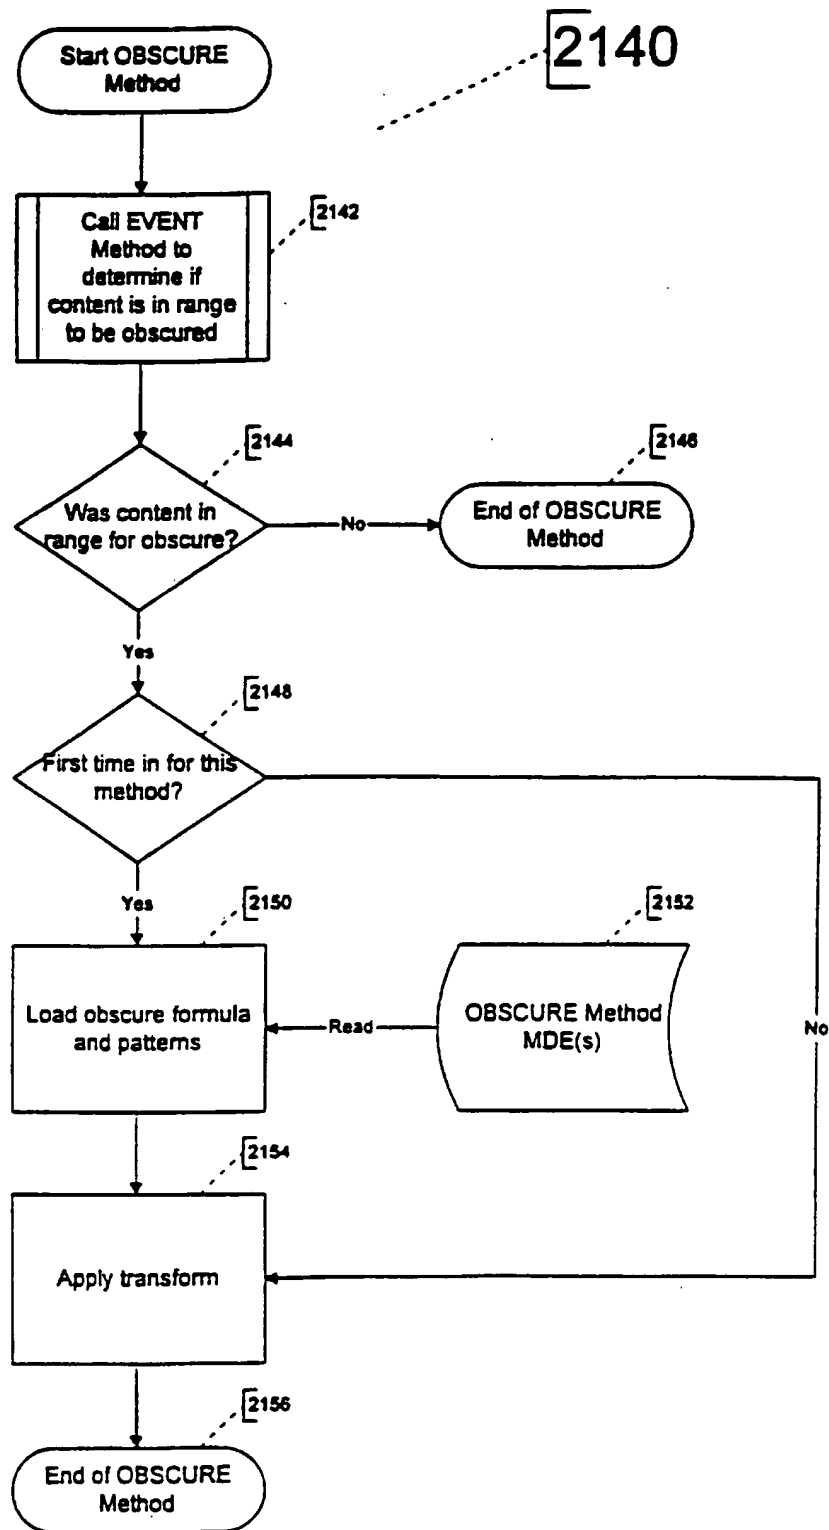 Start OBSCURE
Method
2140
Call EVENT
Method to
determine if
content is in range
to be obscured
2142
Was content in
range for obscure?
2144
No
End of OBSCURE
Method
2146
Yes
First time in for this
method?
2148
No
Yes
Load obscure formula
and patterns
2150
Read
OBSCURE Method
MDE(s)
2152
Apply transform
2154
End of OBSCURE
Method
2156